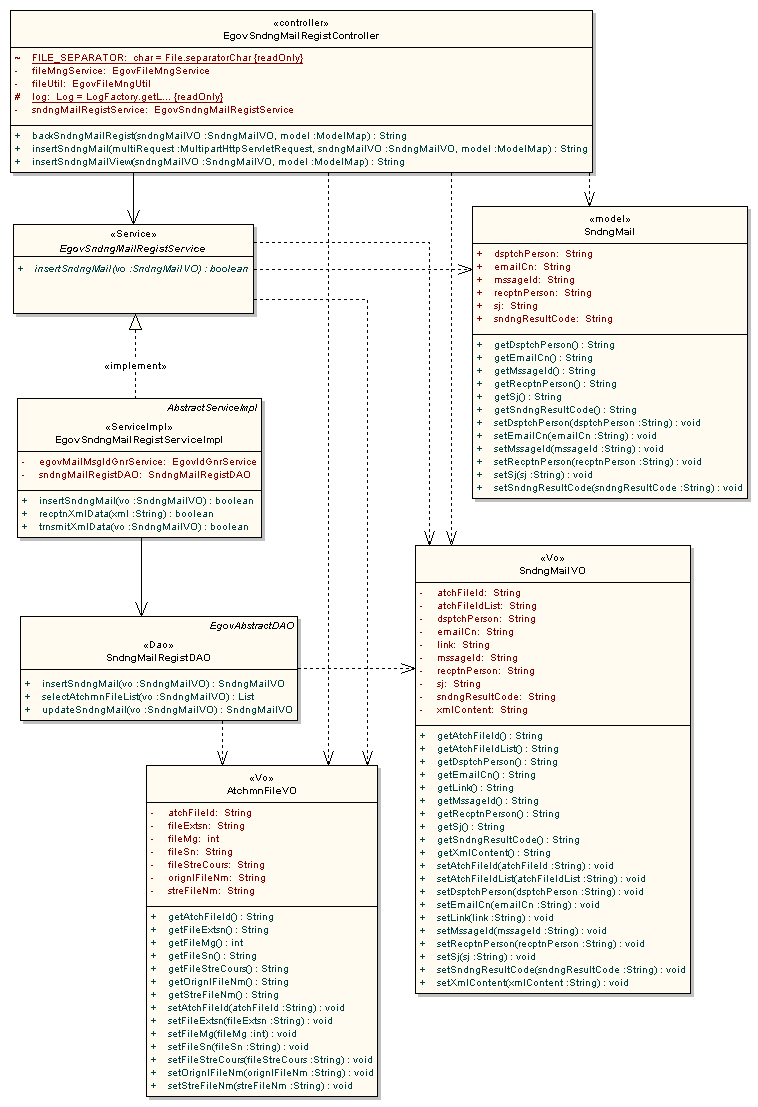 «controller»
EgovSndngMailRegistController
~ FILE_SEPARATOR: char = File.separatorChar {readOnly}
- fileMngService: EgovFileMngService
- fileUtil: EgovFileMngUtil
# log: Log = LogFactory.getL... {readOnly}
- sndngMailRegistService: EgovSndngMailRegistService
+ backSndngMailRegist(sndngMailVO :SndngMailVO, model :ModelMap) : String
+ insertSndngMail(multiRequest :MultipartHttpServletRequest, sndngMailVO :SndngMailVO, model :ModelMap) : String
+ insertSndngMailView(sndngMailVO :SndngMailVO, model :ModelMap) : String
«Service»
EgovSndngMailRegistService
+ insertSndngMail(vo :SndngMailVO) : boolean
«model»
SndngMail
+ dsptchPerson: String
+ emailCn: String
+ mssageId: String
+ recptnPerson: String
+ sj: String
+ sndngResultCode: String
+ getDsptchPerson() : String
+ getEmailCn() : String
+ getMssageId() : String
+ getRecptnPerson() : String
+ getSj() : String
+ getSndngResultCode() : String
+ setDsptchPerson(dsptchPerson :String) : void
+ setEmailCn(emailCn :String) : void
+ setMssageId(mssageId :String) : void
+ setRecptnPerson(recptnPerson :String) : void
+ setSj(sj :String) : void
+ setSndngResultCode(sndngResultCode :String) : void
«implement»
AbstractServiceImpl
«ServiceImpl»
EgovSndngMailRegistServiceImpl
- egovMailMsgIdGnrService: EgovIdGnrService
- sndngMailRegistDAO: SndngMailRegistDAO
+ insertSndngMail(vo :SndngMailVO) : boolean
+ recptnXmlData(xml :String) : boolean
+ trnsmitXmlData(vo :SndngMailVO) : boolean
EgovAbstractDAO
«Dao»
SndngMailRegistDAO
+ insertSndngMail(vo :SndngMailVO) : SndngMailVO
+ selectAtchmnFileList(vo :SndngMailVO) : List
+ updateSndngMail(vo :SndngMailVO) : SndngMailVO
«Vo»
SndngMailVO
- atchFileId: String
- atchFileIdList: String
- dsptchPerson: String
- emailCn: String
- link: String
- mssageId: String
- recptnPerson: String
- sj: String
- sndngResultCode: String
- xmlContent: String
+ getAtchFileId() : String
+ getAtchFileIdList() : String
+ getDsptchPerson() : String
+ getEmailCn() : String
+ getLink() : String
+ getMssageId() : String
+ getRecptnPerson() : String
+ getSj() : String
+ getSndngResultCode() : String
+ getXmlContent() : String
+ setAtchFileId(atchFileId :String) : void
+ setAtchFileIdList(atchFileIdList :String) : void
+ setDsptchPerson(dsptchPerson :String) : void
+ setEmailCn(emailCn :String) : void
+ setLink(link :String) : void
+ setMssageId(mssageId :String) : void
+ setRecptnPerson(recptnPerson :String) : void
+ setSj(sj :String) : void
+ setSndngResultCode(sndngResultCode :String) : void
+ setXmlContent(xmlContent :String) : void
«Vo»
AtchmnFileVO
- atchFileId: String
- fileExtsn: String
- fileMg: int
- fileSn: String
- fileStreCours: String
- orignlFileNm: String
- streFileNm: String
+ getAtchFileId() : String
+ getFileExtsn() : String
+ getFileMg() : int
+ getFileSn() : String
+ getFileStreCours() : String
+ getOrignlFileNm() : String
+ getStreFileNm() : String
+ setAtchFileId(atchFileId :String) : void
+ setFileExtsn(fileExtsn :String) : void
+ setFileMg(fileMg :int) : void
+ setFileSn(fileSn :String) : void
+ setFileStreCours(fileStreCours :String) : void
+ setOrignlFileNm(orignlFileNm :String) : void
+ setStreFileNm(streFileNm :String) : void